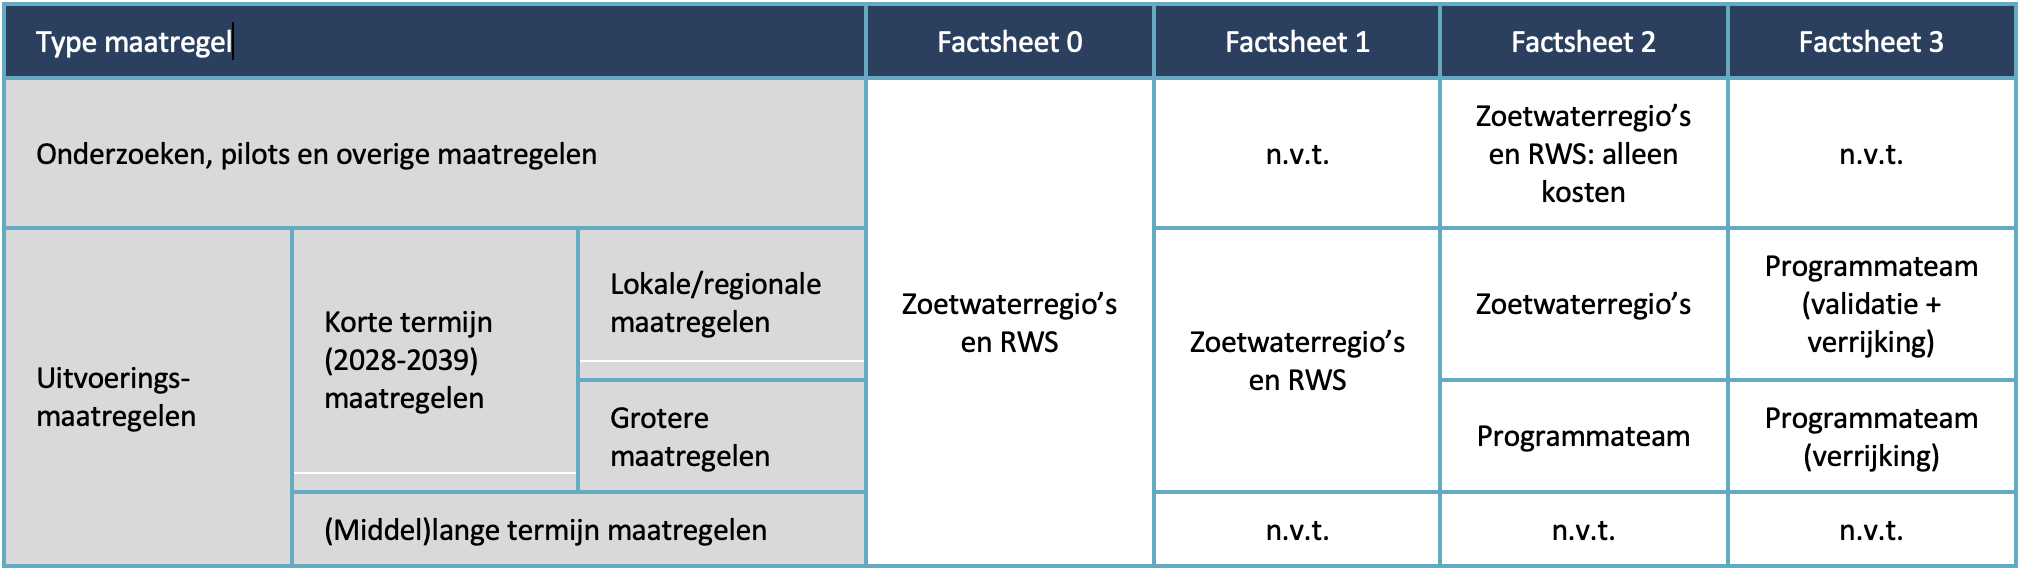 Type maatregel
Factsheet 0
Factsheet 1
Factsheet 2
Factsheet 3
Onderzoeken, pilots en overige maatregelen
Zoetwaterregio’s
en RWS
n.v.t.
Zoetwaterregio’s
en RWS: alleen
kosten
n.v.t.
Uitvoerings-
maatregelen
Korte termijn
(2028-2039)
maatregelen
Lokale/regionale
maatregelen
Zoetwaterregio’s
en RWS
Zoetwaterregio’s
Programmateam
(validatie +
verrijking)
Grotere
maatregelen
Programmateam
Programmateam
(verrijking)
(Middel)lange termijn maatregelen
n.v.t.
n.v.t.
n.v.t.